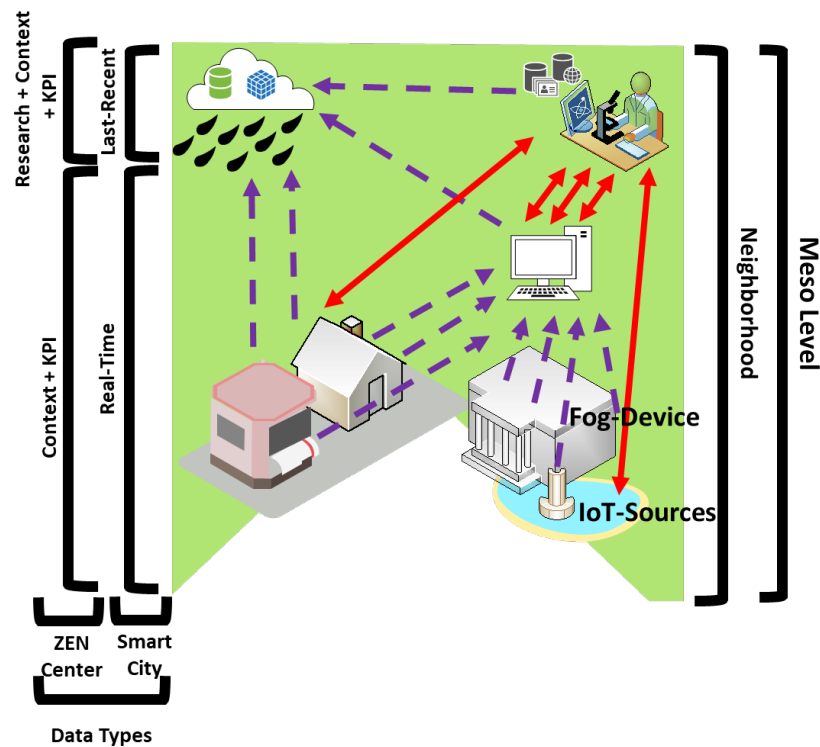 Research + Context
+ KPI
Last-Recent
Context + KPI
Real-Time
Neighborhood
Meso Level
Fog-Device
IoT-Sources
ZEN
Center
Smart
City
Data Types